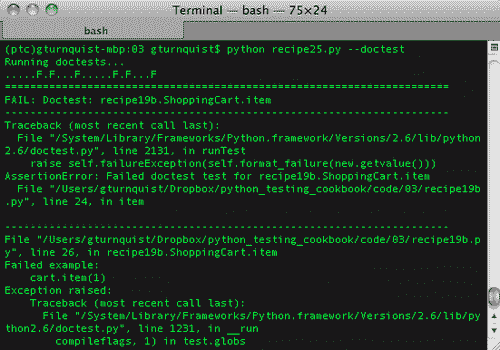 Terminal — bash — 75×24
bash
(ptc)gturnquist-mbp:03 gturnquist$ python recipe25.py --doctest
Running doctests...
.....F.F...F.....F.F...F
======================================================================
FAIL: Doctest: recipe19b.ShoppingCart.item
----------------------------------------------------------------------
Traceback (most recent call last):
  File "/System/Library/Frameworks/Python.framework/Versions/2.6/lib/python
2.6/doctest.py", line 2131, in runTest
    raise self.failureException(self.format_failure(new.getvalue()))
AssertionError: Failed doctest test for recipe19b.ShoppingCart.item
  File "/Users/gturnquist/Dropbox/python_testing_cookbook/code/03/recipe19b
.py", line 24, in item

----------------------------------------------------------------------
File "/Users/gturnquist/Dropbox/python_testing_cookbook/code/03/recipe19b.p
y", line 26, in recipe19b.ShoppingCart.item
Failed example:
    cart.item(1)
Exception raised:
    Traceback (most recent call last):
      File "/System/Library/Frameworks/Python.framework/Versions/2.6/lib/py
thon2.6/doctest.py", line 1231, in __run
        compileflags, 1) in test.globs